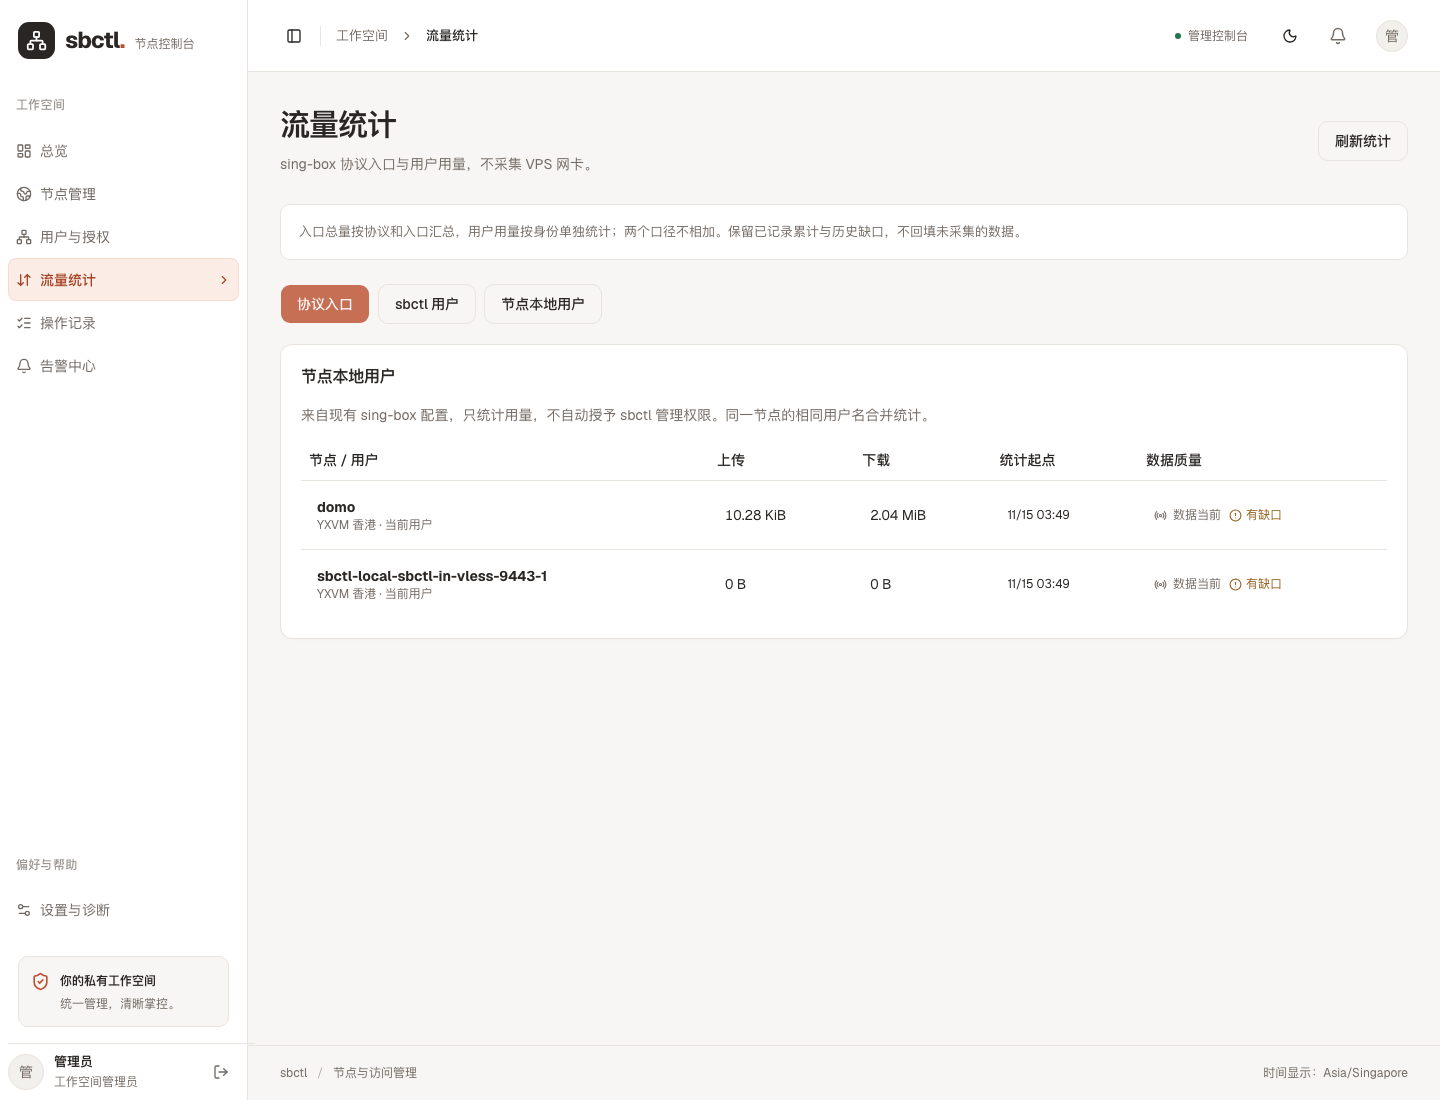 sbctl. 节点控制台
工作空间
总览
节点管理
用户与授权
流量统计
操作记录
告警中心
偏好与帮助
设置与诊断
你的私有工作空间
统一管理，清晰掌控。
管
管理员
工作空间管理员
工作空间 流量统计
管理控制台
管
流量统计
sing-box 协议入口与用户用量，不采集 VPS 网卡。
刷新统计
入口总量按协议和入口汇总，用户用量按身份单独统计；两个口径不相加。保留已记录累计与历史缺口，不回填未采集的数据。
协议入口 sbctl 用户 节点本地用户
节点本地用户
来自现有 sing-box 配置，只统计用量，不自动授予 sbctl 管理权限。同一节点的相同用户名合并统计。
节点 / 用户 上传 下载 统计起点 数据质量
domo
YXVM 香港 · 当前用户
10.28 KiB 2.04 MiB 11/15 03:49 数据当前 有缺口
sbctl-local-sbctl-in-vless-9443-1
YXVM 香港 · 当前用户
0 B 0 B 11/15 03:49 数据当前 有缺口
sbctl / 节点与访问管理
时间显示：Asia/Singapore